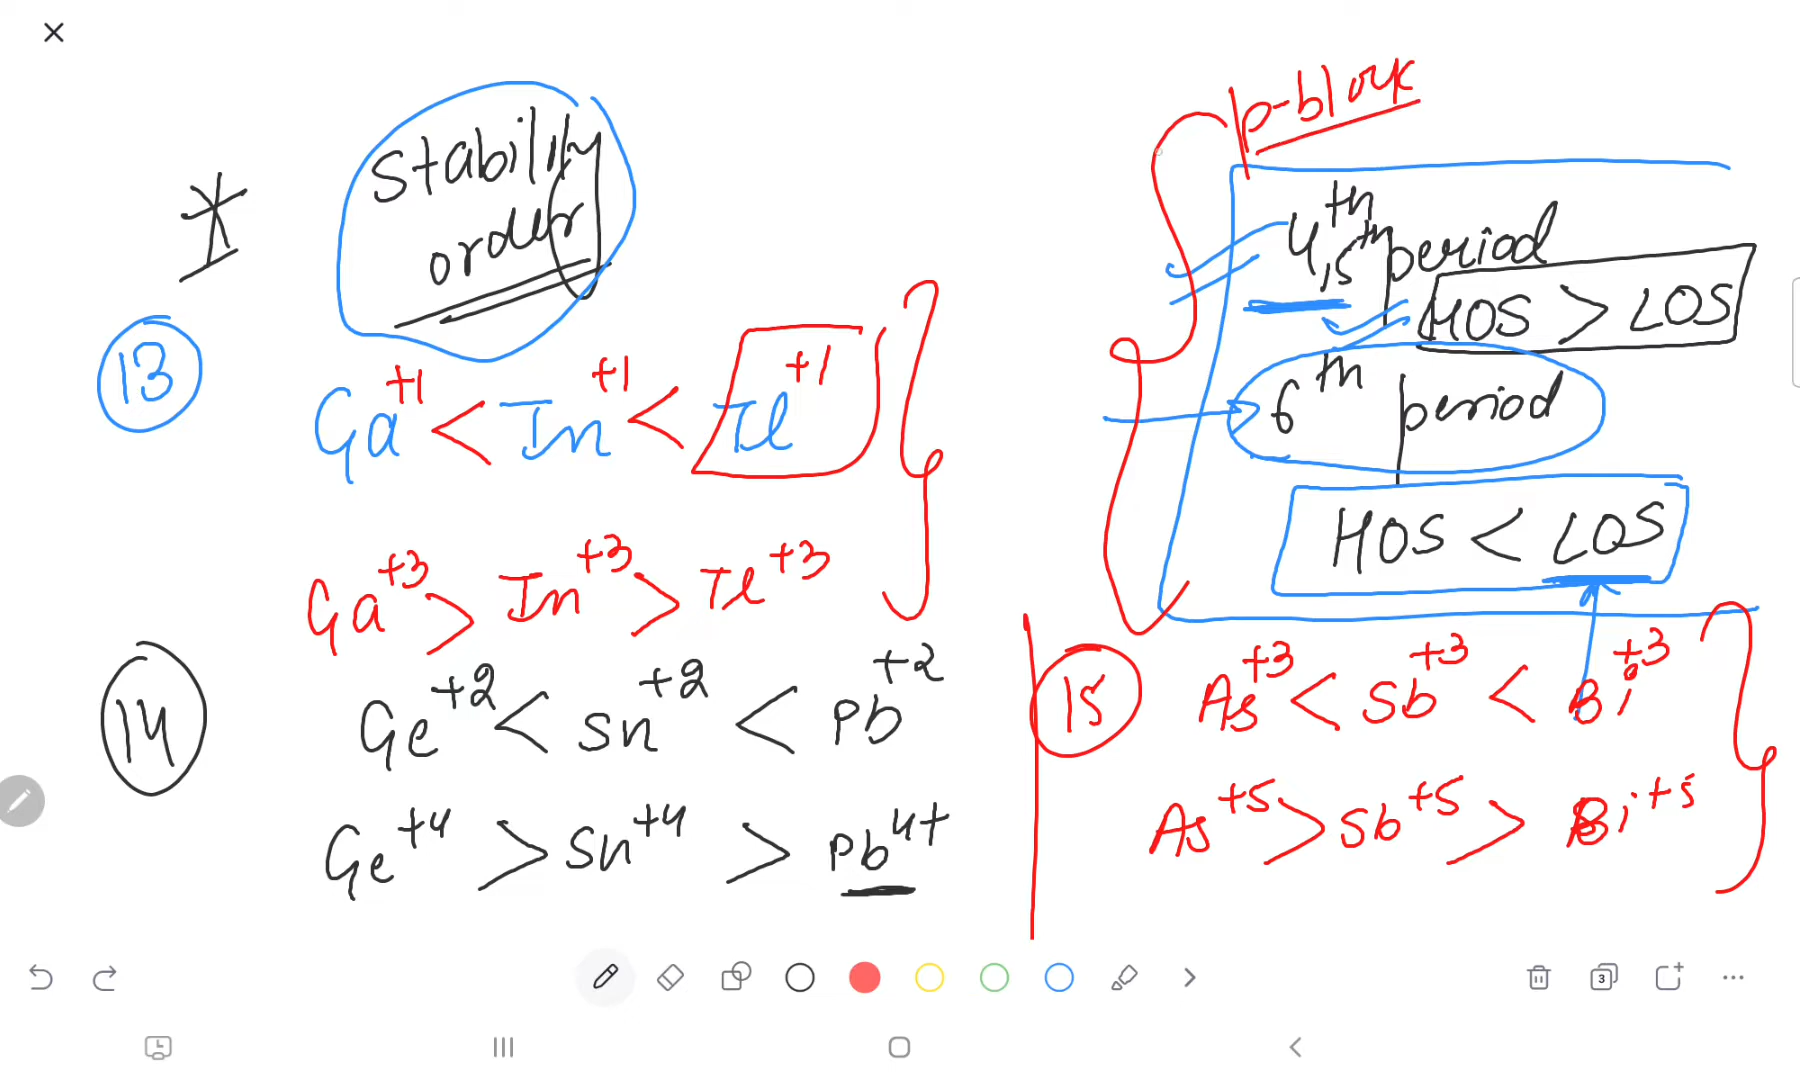 Stability
order
13
Ga+1 < In+1 < Tl+1
Ga+3 > In+3 > Tl+3
14
Ge+2 < Sn+2 < Pb+2
Ge+4 > Sn+4 > Pb4+
p-block
4th, 5th period
HOS > LOS
6th period
HOS < LOS
15
As+3 < Sb+3 < Bi+3
As+5 > Sb+5 > Bi+5
3